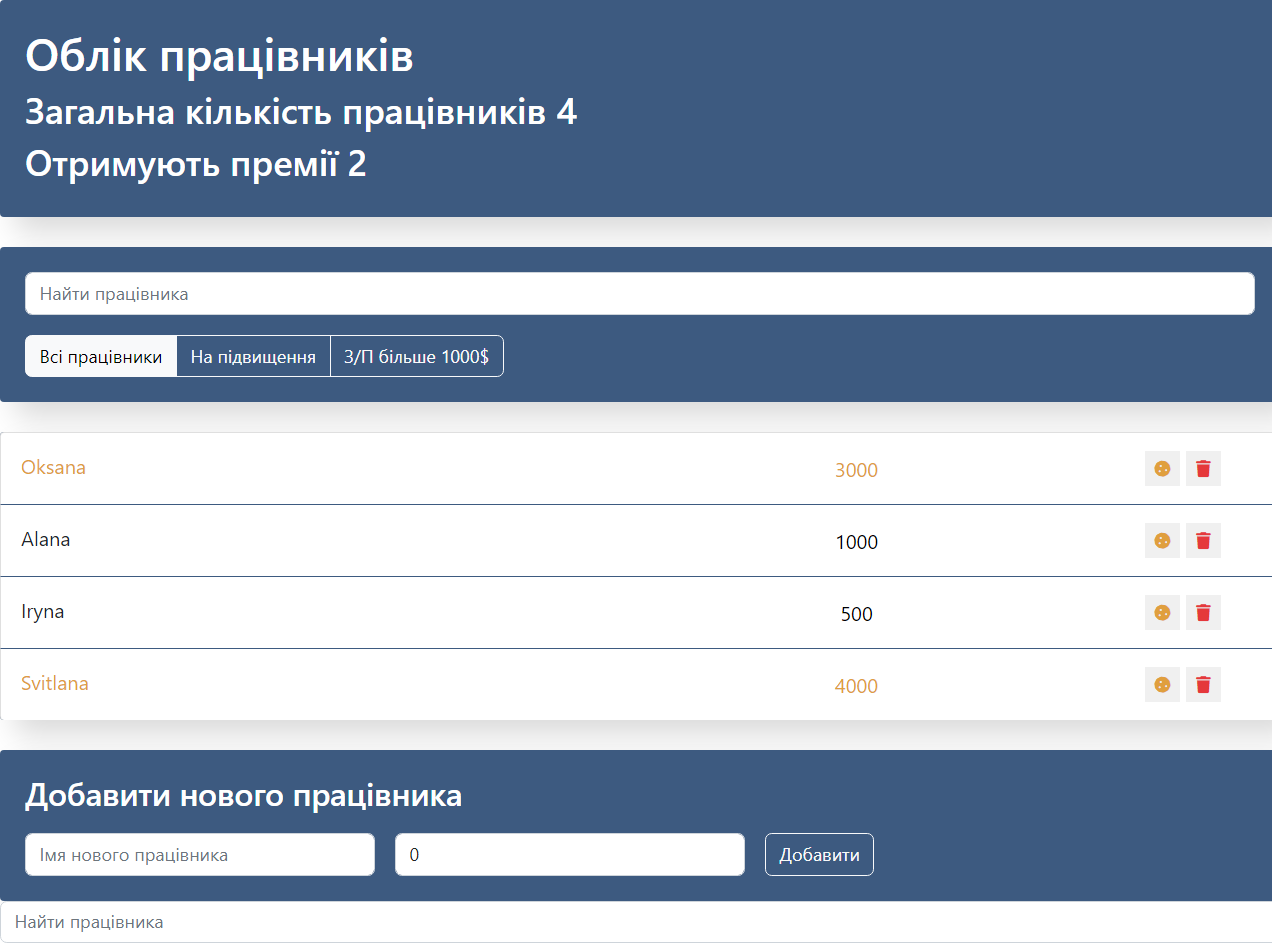 Облік працівників
Загальна кількість працівників 4
Отримують премії 2
Найти працівника
Всі працівники На підвищення З/П більше 1000$
Oksana 3000
Alana 1000
Iryna 500
Svitlana 4000
Добавити нового працівника
Імя нового працівника 0 Добавити
Найти працівника